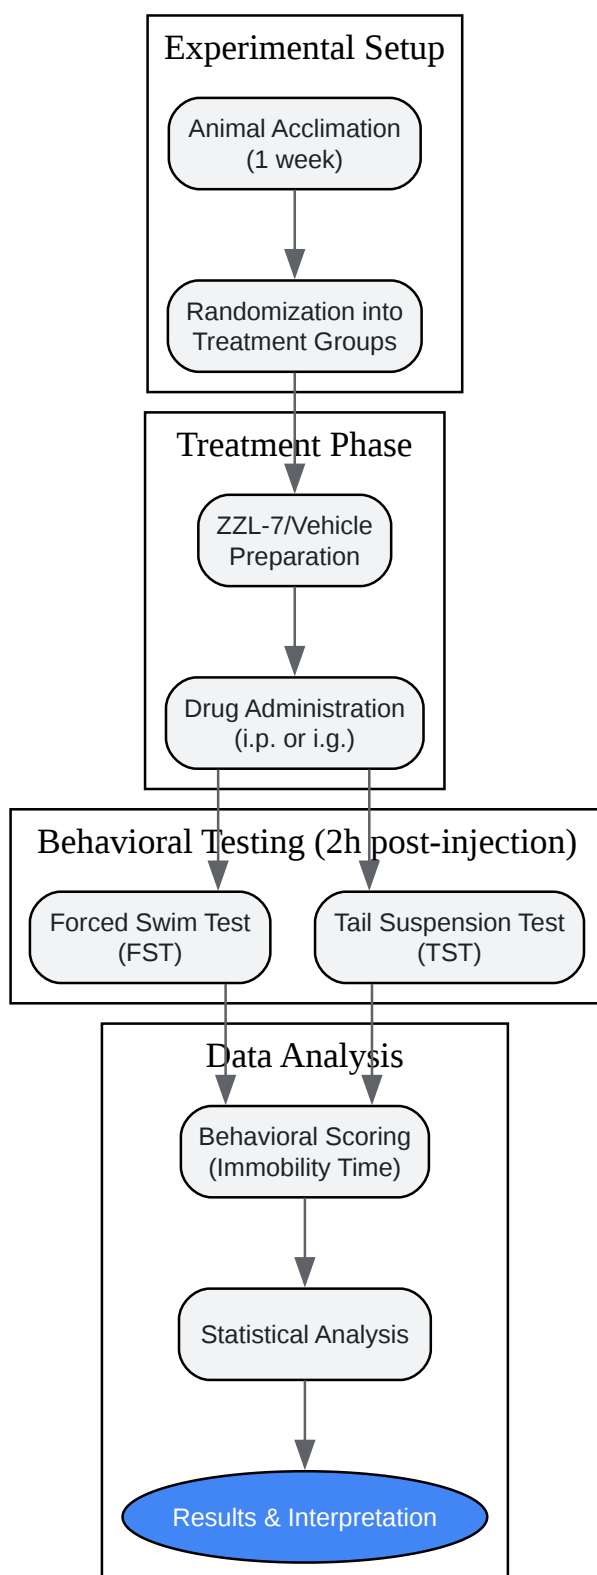 Experimental Setup
Animal Acclimation
(1 week)
Randomization into
Treatment Groups
Treatment Phase
ZZL-7/Vehicle
Preparation
Drug Administration
(i.p. or i.g.)
Behavioral Testing (2h post-injection)
Forced Swim Test
(FST)
Tail Suspension Test
(TST)
Data Analysis
Behavioral Scoring
(Immobility Time)
Statistical Analysis
Results & Interpretation